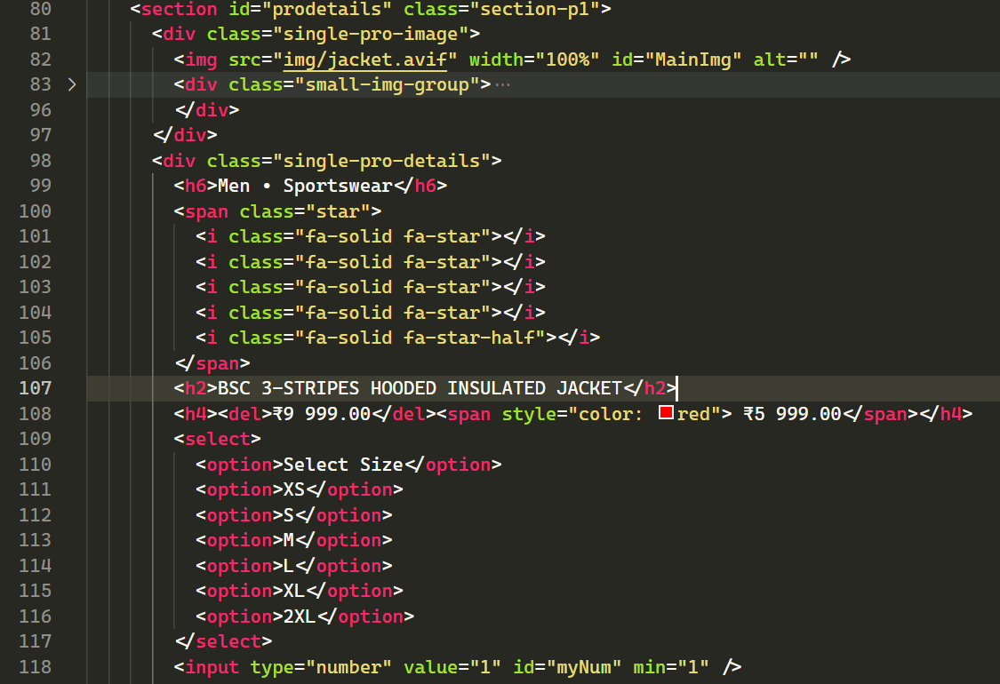 80 <section id="prodetails" class="section-p1">
81 <div class="single-pro-image">
82 <img src="img/jacket.avif" width="100%" id="MainImg" alt="" />
83 > <div class="small-img-group">···
96 </div>
97 </div>
98 <div class="single-pro-details">
99 <h6>Men • Sportswear</h6>
100 <span class="star">
101 <i class="fa-solid fa-star"></i>
102 <i class="fa-solid fa-star"></i>
103 <i class="fa-solid fa-star"></i>
104 <i class="fa-solid fa-star"></i>
105 <i class="fa-solid fa-star-half"></i>
106 </span>
107 <h2>BSC 3-STRIPES HOODED INSULATED JACKET</h2>
108 <h4><del>₹9 999.00</del><span style="color: red"> ₹5 999.00</span></h4>
109 <select>
110 <option>Select Size</option>
111 <option>XS</option>
112 <option>S</option>
113 <option>M</option>
114 <option>L</option>
115 <option>XL</option>
116 <option>2XL</option>
117 </select>
118 <input type="number" value="1" id="myNum" min="1" />